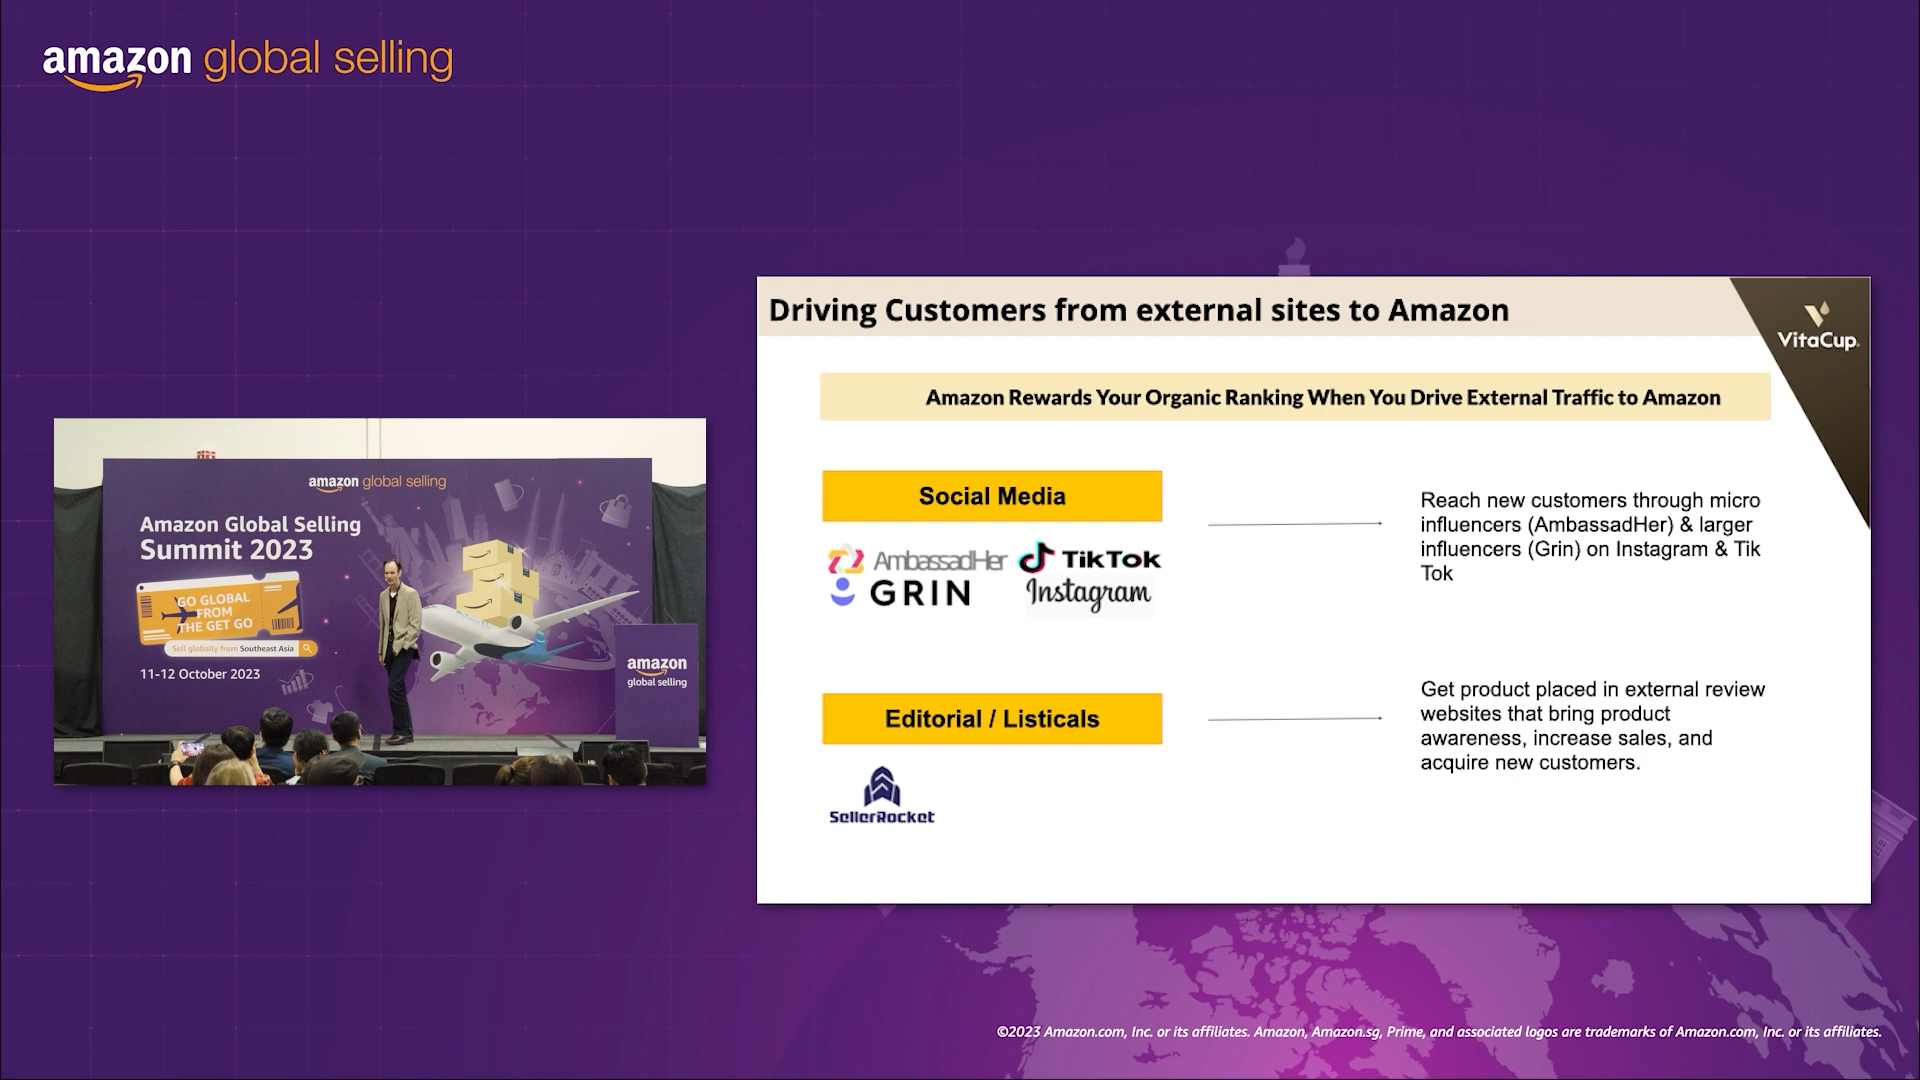 amazon global selling
amazon global selling
Amazon Global Selling
Summit 2023
GO GLOBAL
FROM
THE GET GO
Sell globally from Southeast Asia
11-12 October 2023
amazon
global selling
Driving Customers from external sites to Amazon
VitaCup
Amazon Rewards Your Organic Ranking When You Drive External Traffic to Amazon
Social Media
AmbassadHer
TikTok
GRIN
Instagram
Reach new customers through micro
influencers (AmbassadHer) & larger
influencers (Grin) on Instagram & Tik
Tok
Editorial / Listicals
SellerRocket
Get product placed in external review
websites that bring product
awareness, increase sales, and
acquire new customers.
©2023 Amazon.com, Inc. or its affiliates. Amazon, Amazon.sg, Prime, and associated logos are trademarks of Amazon.com, Inc. or its affiliates.